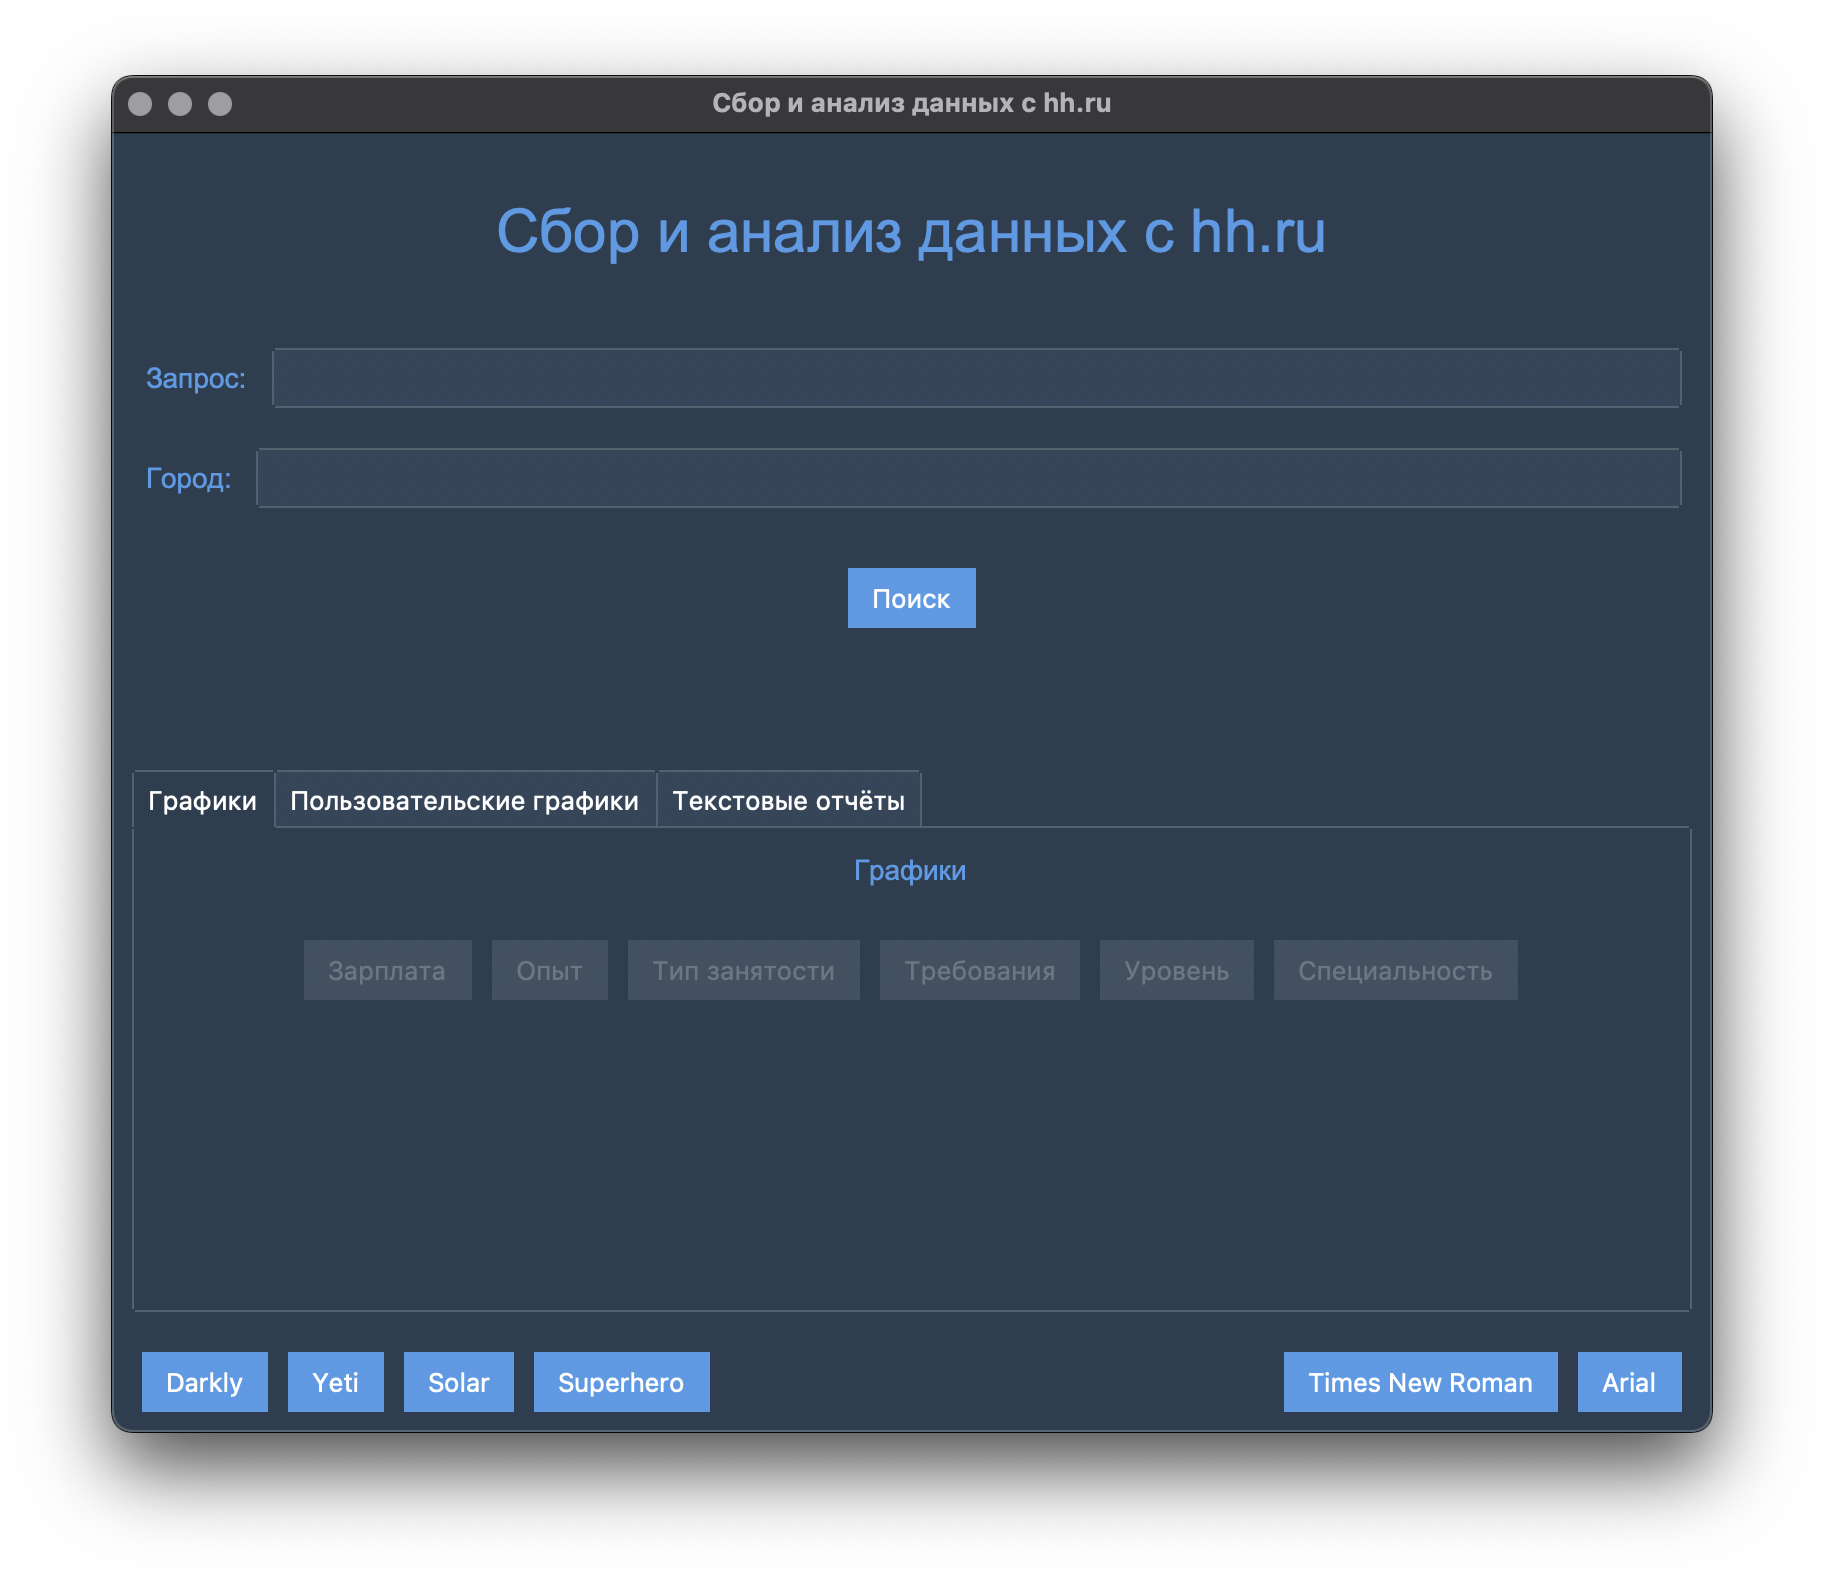 Сбор и анализ данных с hh.ru
Сбор и анализ данных с hh.ru
Запрос:
Город:
Поиск
Графики Пользовательские графики Текстовые отчёты
Графики
Зарплата Опыт Тип занятости Требования Уровень Специальность
Darkly Yeti Solar Superhero Times New Roman Arial